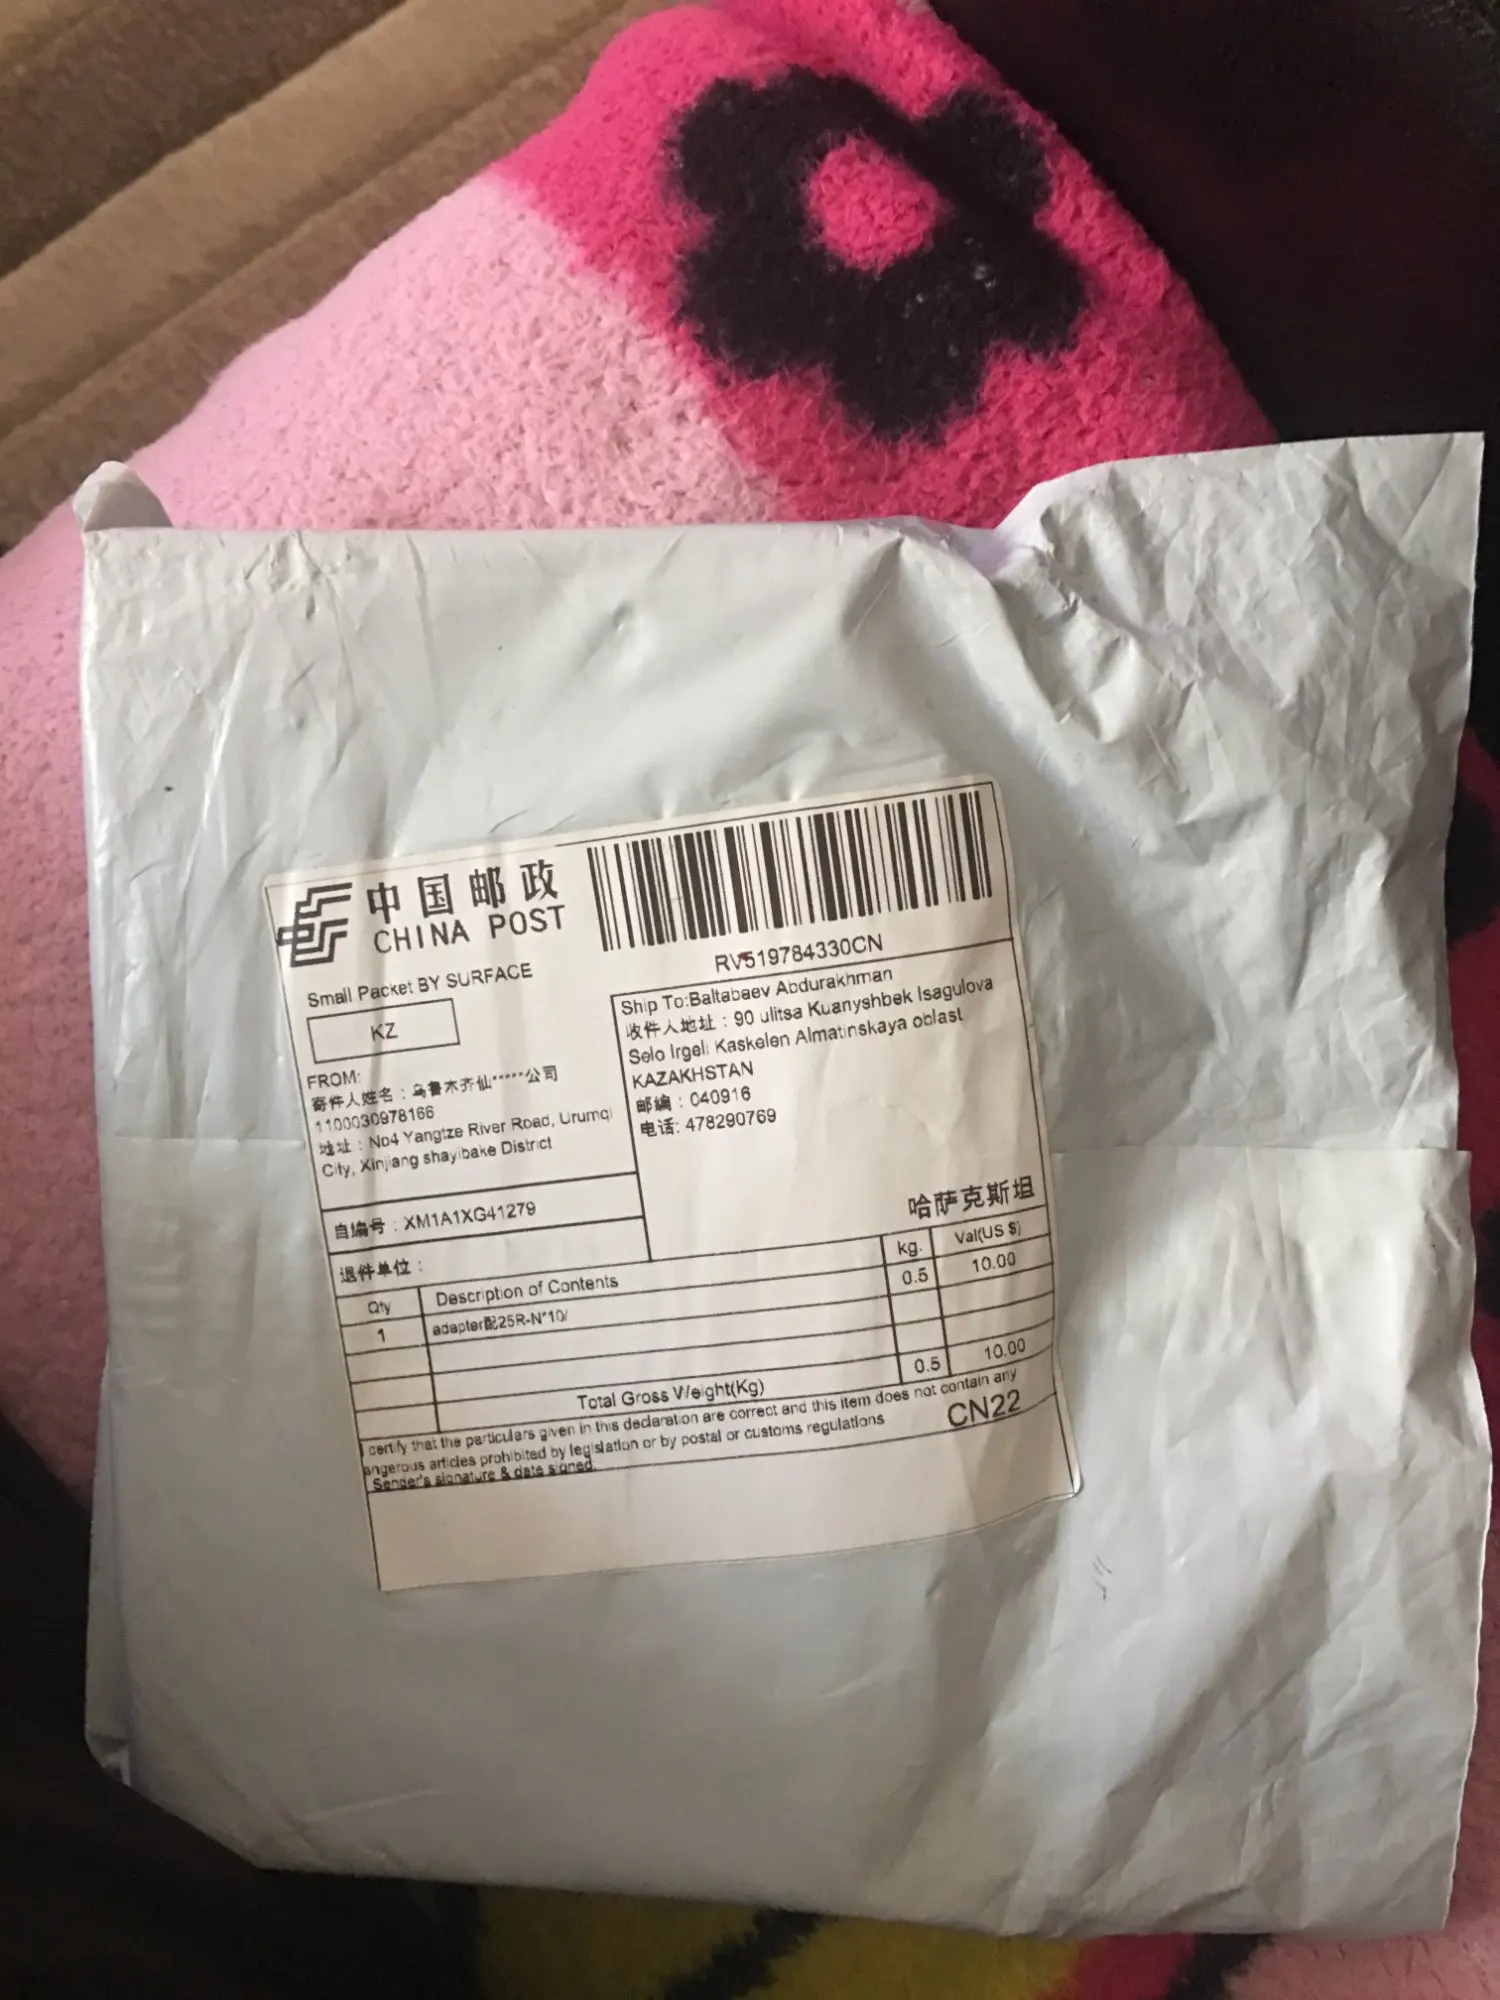 中国邮政
CHINA POST
RV519784330CN
Small Packet BY SURFACE
KZ
FROM:
寄件人姓名：乌鲁木齐仙*****公司
1100030978166
地址：No4 Yangtze River Road, Urumqi
City, Xinjiang shayibake District
Ship To:Baltabaev Abdurakhman
收件人地址：90 ulitsa Kuanyshbek Isagulova
Selo Irgeli Kaskelen Almatinskaya oblast
KAZAKHSTAN
邮编：040916
电话: 478290769
哈萨克斯坦
自编号：XM1A1XG41279
退件单位：
Qty Description of Contents kg. Val(US $)
1 adapter配25R-N*10/ 0.5 10.00
Total Gross Weight(Kg) 0.5 10.00
I certify that the particulars given in this declaration are correct and this item does not contain any
angerous articles prohibited by legislation or by postal or customs regulations
Sender's signature & date signed.
CN22